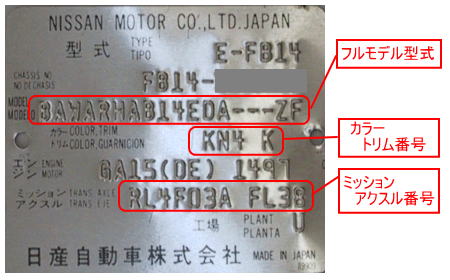 NISSAN MOTOR CO.,LTD.JAPAN
型式 TYPE TIPO E-FB14
フルモデル型式
CHASSIS NO NO DE CHASIS FB14-
MODEL MODELO BAYARHAB14EDA---ZF
カラー トリム COLOR,TRIM COLOR,GUARNICION KN4 K
カラー
トリム番号
エンジン ENGINE MOTOR GA15(DE) 1497
ミッション アクスル TRANS. AXLE TRANS. EJE RL4F03A FL38
ミッション
アクスル番号
工場 PLANT PLANTA U
日産自動車株式会社 MADE IN JAPAN